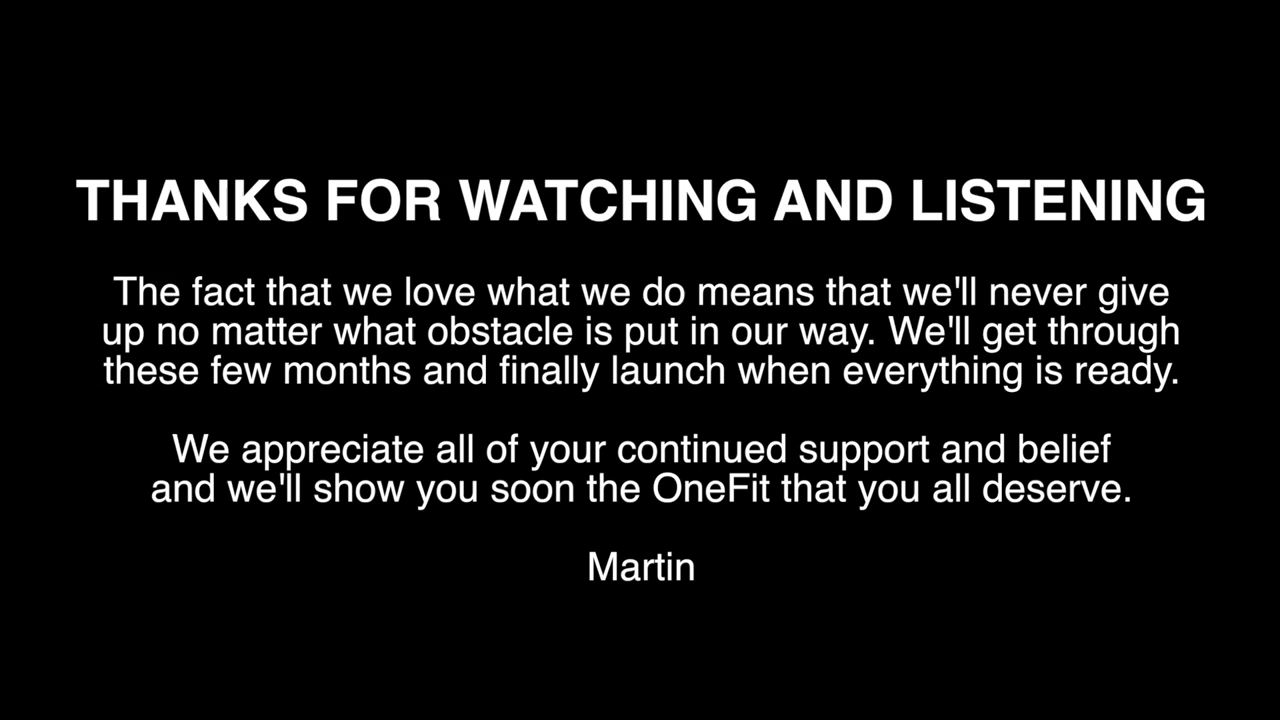 THANKS FOR WATCHING AND LISTENING
The fact that we love what we do means that we'll never give
up no matter what obstacle is put in our way. We'll get through
these few months and finally launch when everything is ready.
We appreciate all of your continued support and belief
and we'll show you soon the OneFit that you all deserve.
Martin